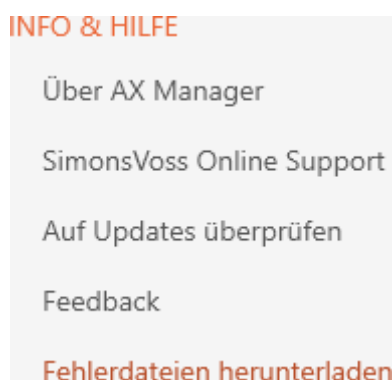 INFO & HILFE
Über AX Manager
SimonsVoss Online Support
Auf Updates überprüfen
Feedback
Fehlerdateien herunterladen